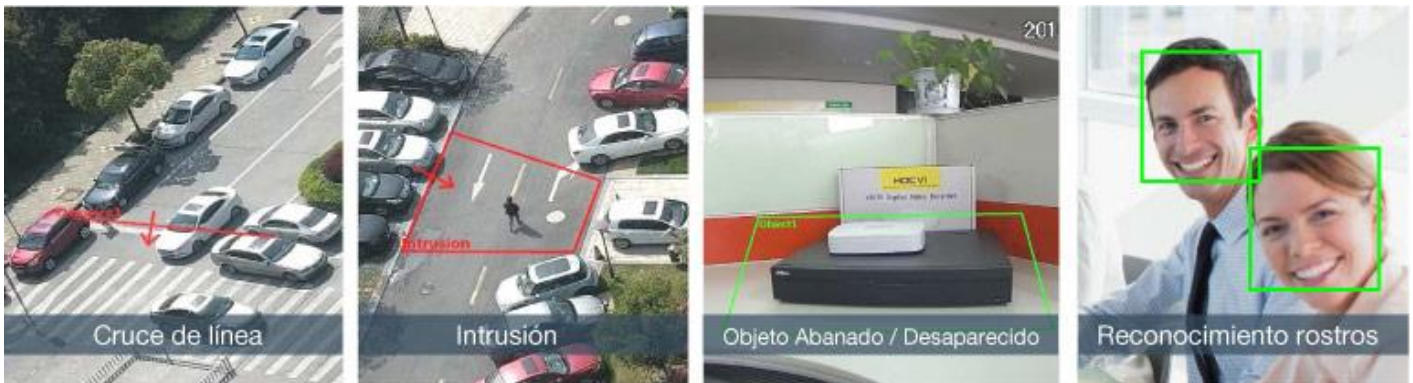 201
HDCVI
Intrusion
Object1
Cruce de línea
Intrusión
Objeto Abanado / Desaparecido
Reconocimiento rostros